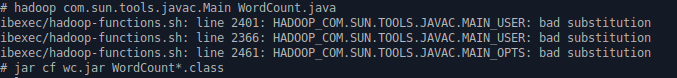 # hadoop com.sun.tools.javac.Main WordCount.java
ibexec/hadoop-functions.sh: line 2401: HADOOP_COM.SUN.TOOLS.JAVAC.MAIN_USER: bad substitution
ibexec/hadoop-functions.sh: line 2366: HADOOP_COM.SUN.TOOLS.JAVAC.MAIN_USER: bad substitution
ibexec/hadoop-functions.sh: line 2461: HADOOP_COM.SUN.TOOLS.JAVAC.MAIN_OPTS: bad substitution
# jar cf wc.jar WordCount*.class